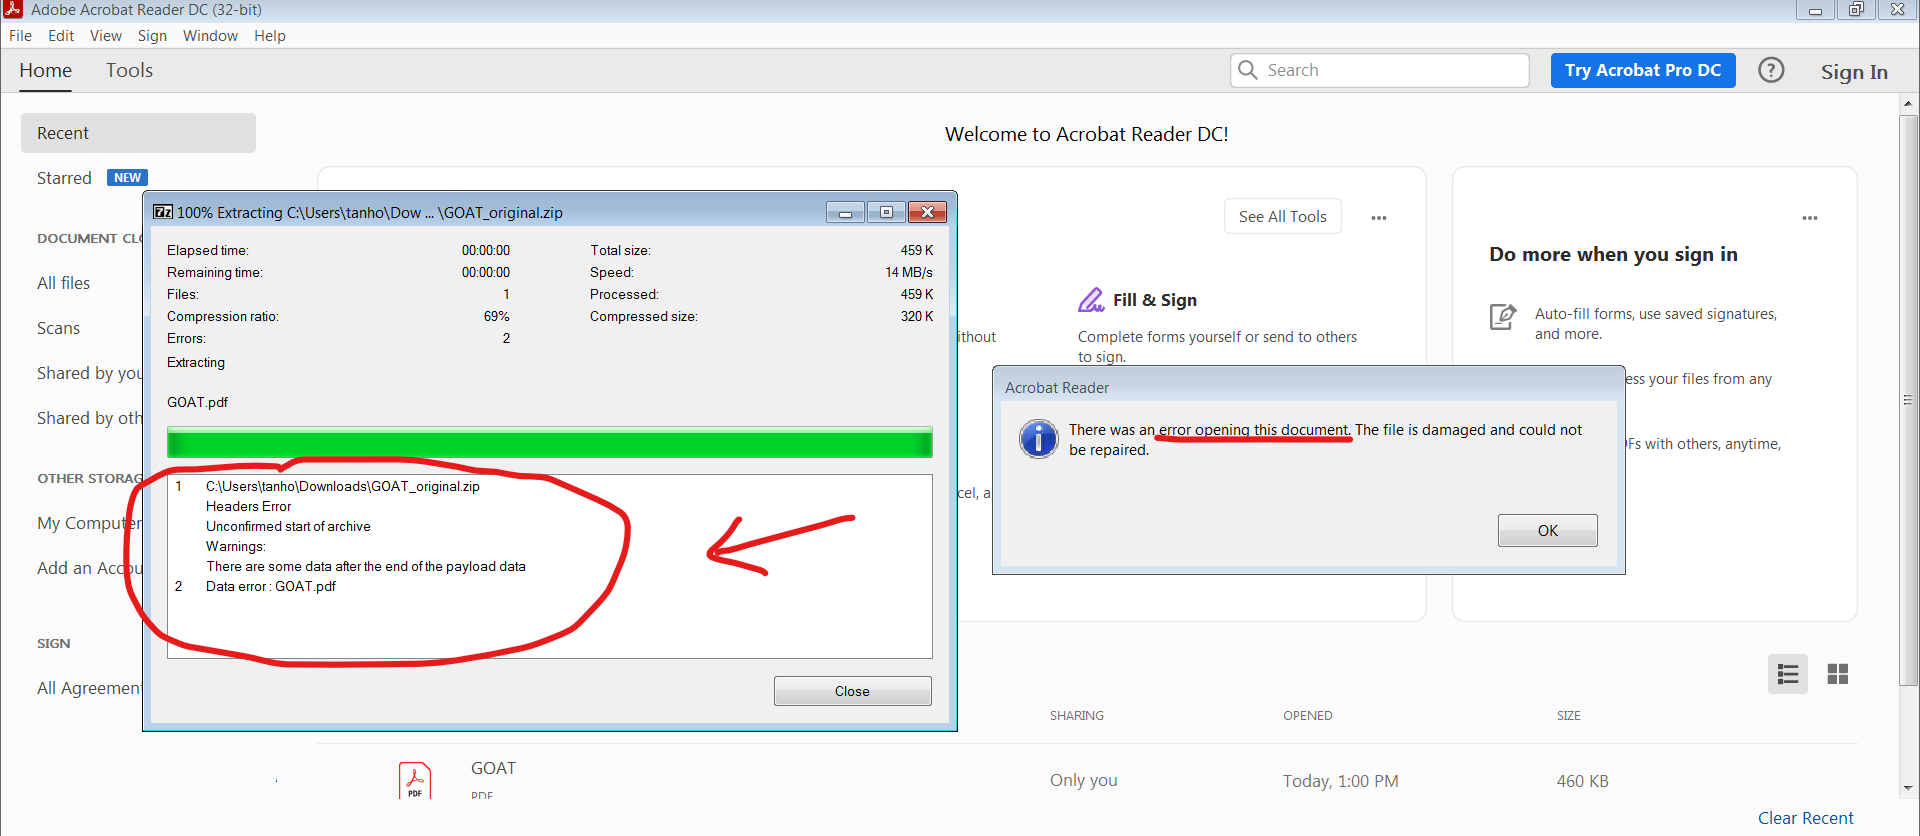 Adobe Acrobat Reader DC (32-bit)
File Edit View Sign Window Help
Home Tools
Search
Try Acrobat Pro DC
Sign In
Recent
Starred NEW
DOCUMENT CLO
All files
Scans
Shared by you
Shared by oth
OTHER STORAG
My Computer
Add an Accou
SIGN
All Agreement
Welcome to Acrobat Reader DC!
See All Tools
Fill & Sign
ithout
Complete forms yourself or send to others
to sign.
cel, a
Do more when you sign in
Auto-fill forms, use saved signatures,
and more.
ess your files from any
DFs with others, anytime,
7z 100% Extracting C:\Users\tanho\Dow ... \GOAT_original.zip
Elapsed time: 00:00:00 Total size: 459 K
Remaining time: 00:00:00 Speed: 14 MB/s
Files: 1 Processed: 459 K
Compression ratio: 69% Compressed size: 320 K
Errors: 2
Extracting
GOAT.pdf
1 C:\Users\tanho\Downloads\GOAT_original.zip
Headers Error
Unconfirmed start of archive
Warnings:
There are some data after the end of the payload data
2 Data error : GOAT.pdf
Close
Acrobat Reader
There was an error opening this document. The file is damaged and could not
be repaired.
OK
SHARING OPENED SIZE
PDF
GOAT
PDF
Only you Today, 1:00 PM 460 KB
Clear Recent